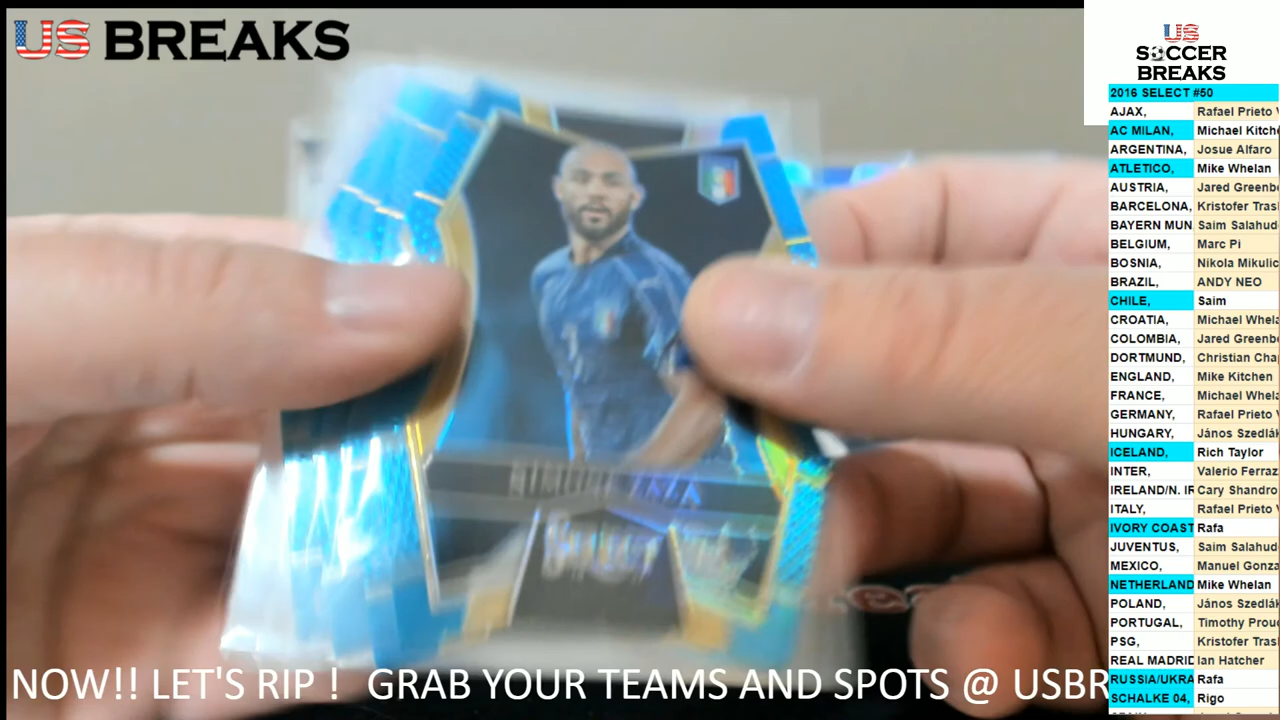 US BREAKS
US
SOCCER
BREAKS
2016 SELECT #50
AJAX, Rafael Prieto V
AC MILAN, Michael Kitche
ARGENTINA, Josue Alfaro
ATLETICO, Mike Whelan
AUSTRIA, Jared Greenbe
BARCELONA, Kristofer Tras
BAYERN MUN Saim Salahud
BELGIUM, Marc Pi
BOSNIA, Nikola Mikulic
BRAZIL, ANDY NEO
CHILE, Saim
CROATIA, Michael Whela
COLOMBIA, Jared Greenbe
DORTMUND, Christian Cha
ENGLAND, Mike Kitchen
FRANCE, Michael Whela
GERMANY, Rafael Prieto V
HUNGARY, János Szedlák
ICELAND, Rich Taylor
INTER, Valerio Ferraz
IRELAND/N. IR Cary Shandro
ITALY, Rafael Prieto V
IVORY COAST Rafa
JUVENTUS, Saim Salahud
MEXICO, Manuel Gonza
NETHERLAND Mike Whelan
POLAND, János Szedlák
PORTUGAL, Timothy Prouc
PSG, Kristofer Tras
REAL MADRID Ian Hatcher
RUSSIA/UKRA Rafa
SCHALKE 04, Rigo
ZAZA
NOW!! LET'S RIP ! GRAB YOUR TEAMS AND SPOTS @ USBR